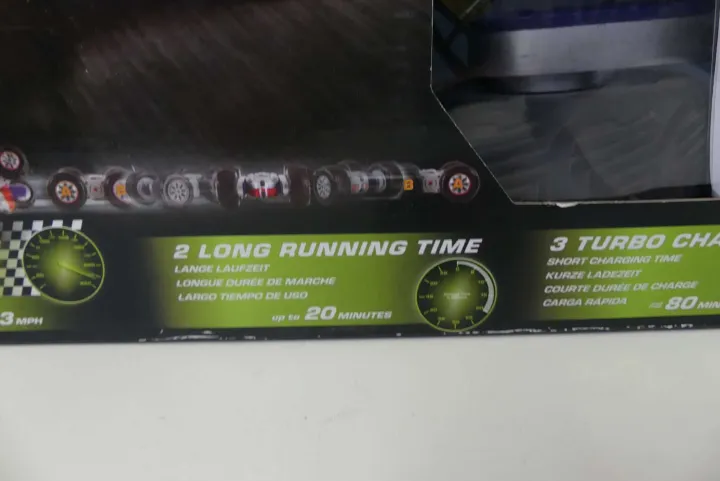 3 MPH
2 LONG RUNNING TIME
LANGE LAUFZEIT
LONGUE DURÉE DE MARCHE
LARGO TIEMPO DE USO
up to 20 MINUTES
3 TURBO CHA
SHORT CHARGING TIME
KURZE LADEZEIT
COURTE DURÉE DE CHARGE
CARGA RÁPIDA
80 MIN
A
B
A